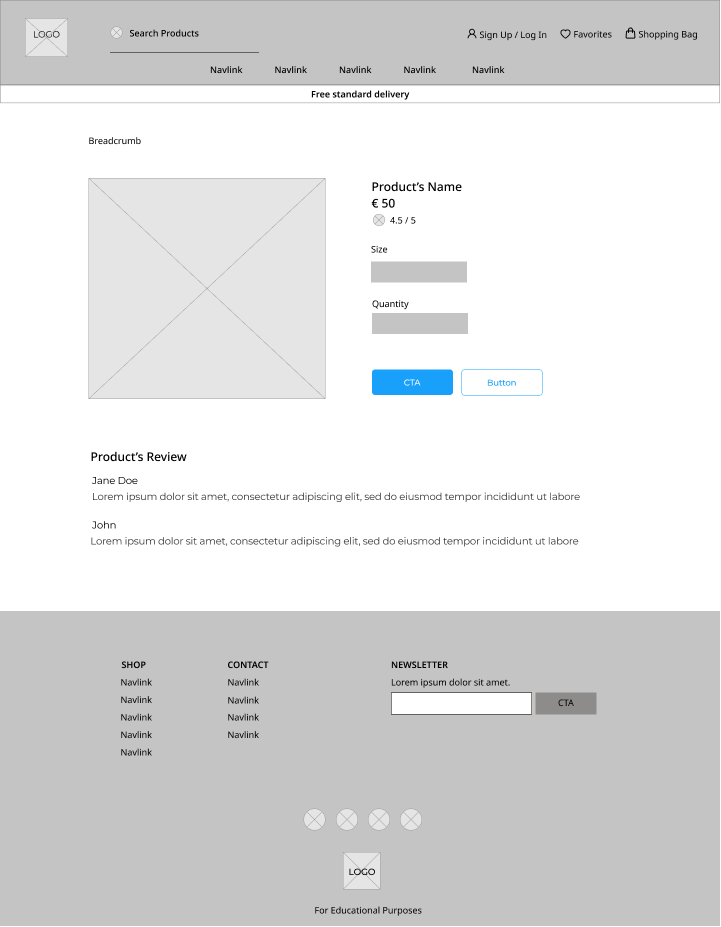 LOGO
Search Products
Sign Up / Log In
Favorites
Shopping Bag
Navlink
Navlink
Navlink
Navlink
Navlink
Free standard delivery
Breadcrumb
Product's Name
€ 50
4.5 / 5
Size
Quantity
CTA
Button
Product's Review
Jane Doe
Lorem ipsum dolor sit amet, consectetur adipiscing elit, sed do eiusmod tempor incididunt ut labore
John
Lorem ipsum dolor sit amet, consectetur adipiscing elit, sed do eiusmod tempor incididunt ut labore
SHOP
Navlink
Navlink
Navlink
Navlink
Navlink
CONTACT
Navlink
Navlink
Navlink
Navlink
NEWSLETTER
Lorem ipsum dolor sit amet.
CTA
LOGO
For Educational Purposes